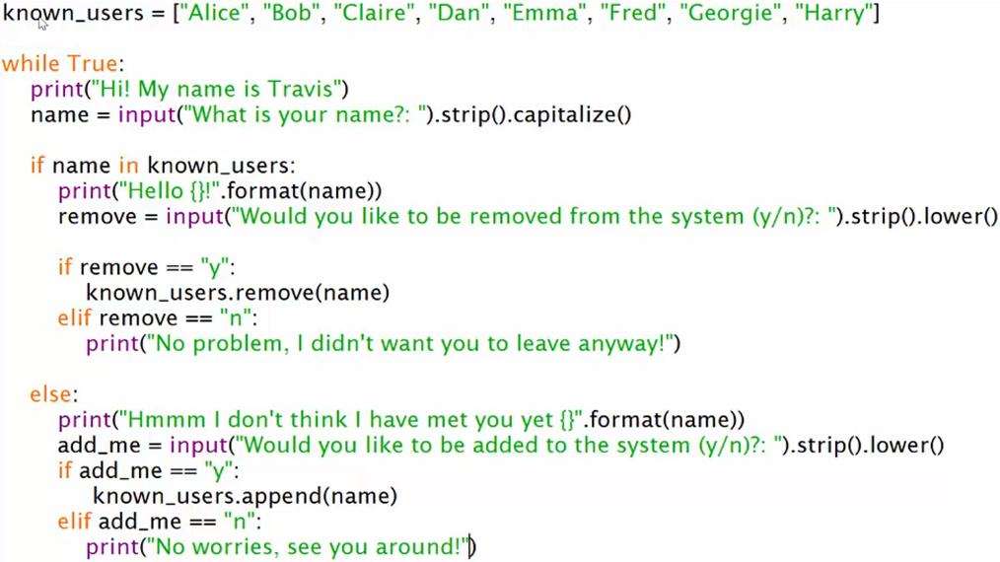 known_users = ["Alice", "Bob", "Claire", "Dan", "Emma", "Fred", "Georgie", "Harry"]
while True:
print("Hi! My name is Travis")
name = input("What is your name?: ").strip().capitalize()
if name in known_users:
print("Hello {}!".format(name))
remove = input("Would you like to be removed from the system (y/n)?: ").strip().lower()
if remove == "y":
known_users.remove(name)
elif remove == "n":
print("No problem, I didn't want you to leave anyway!")
else:
print("Hmmm I don't think I have met you yet {}".format(name))
add_me = input("Would you like to be added to the system (y/n)?: ").strip().lower()
if add_me == "y":
known_users.append(name)
elif add_me == "n":
print("No worries, see you around!")